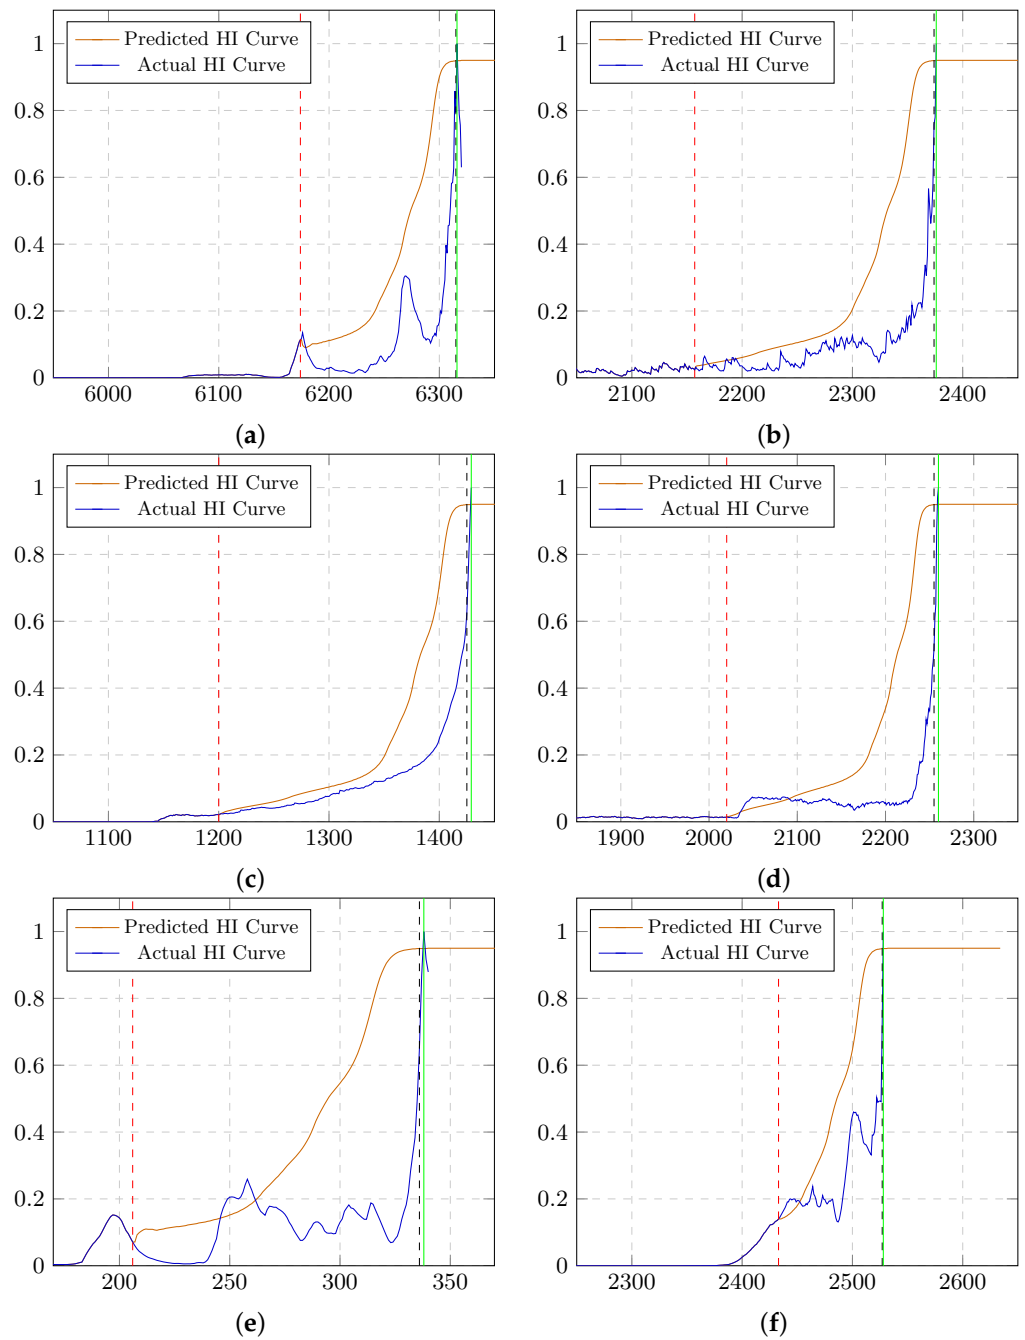 1
0.8
0.6
0.4
0.2
0
Predicted HI Curve
Actual HI Curve
6000 6100 6200 6300
(a)
Predicted HI Curve
Actual HI Curve
1
0.8
0.6
0.4
0.2
0
2100 2200 2300 2400
(b)
1
0.8
0.6
0.4
0.2
0
Predicted HI Curve
Actual HI Curve
1100 1200 1300 1400
(c)
1
0.8
0.6
0.4
0.2
0
Predicted HI Curve
Actual HI Curve
1900 2000 2100 2200 2300
(d)
1
0.8
0.6
0.4
0.2
0
Predicted HI Curve
Actual HI Curve
200 250 300 350
(e)
1
0.8
0.6
0.4
0.2
0
Predicted HI Curve
Actual HI Curve
2300 2400 2500 2600
(f)